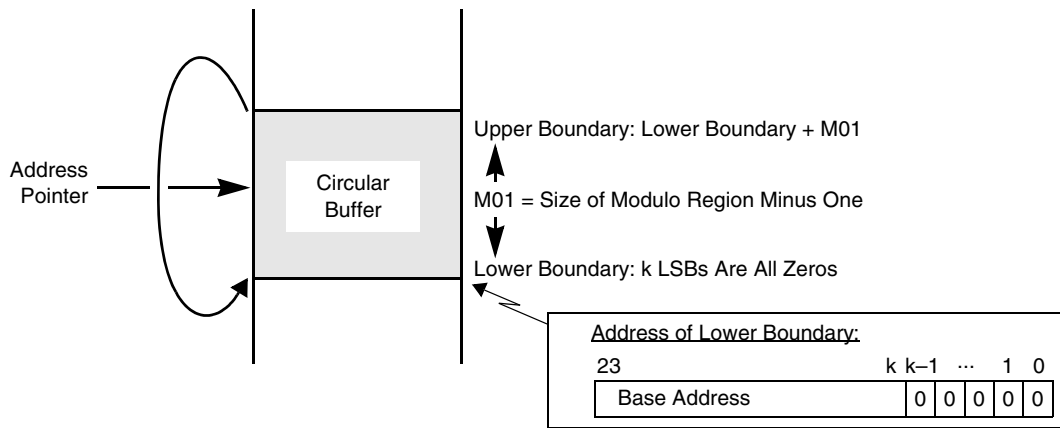 Upper Boundary: Lower Boundary + M01
Address
Pointer
Circular
Buffer
M01 = Size of Modulo Region Minus One
Lower Boundary: k LSBs Are All Zeros
Address of Lower Boundary:
23 k k–1 ... 1 0
Base Address 0 0 0 0 0